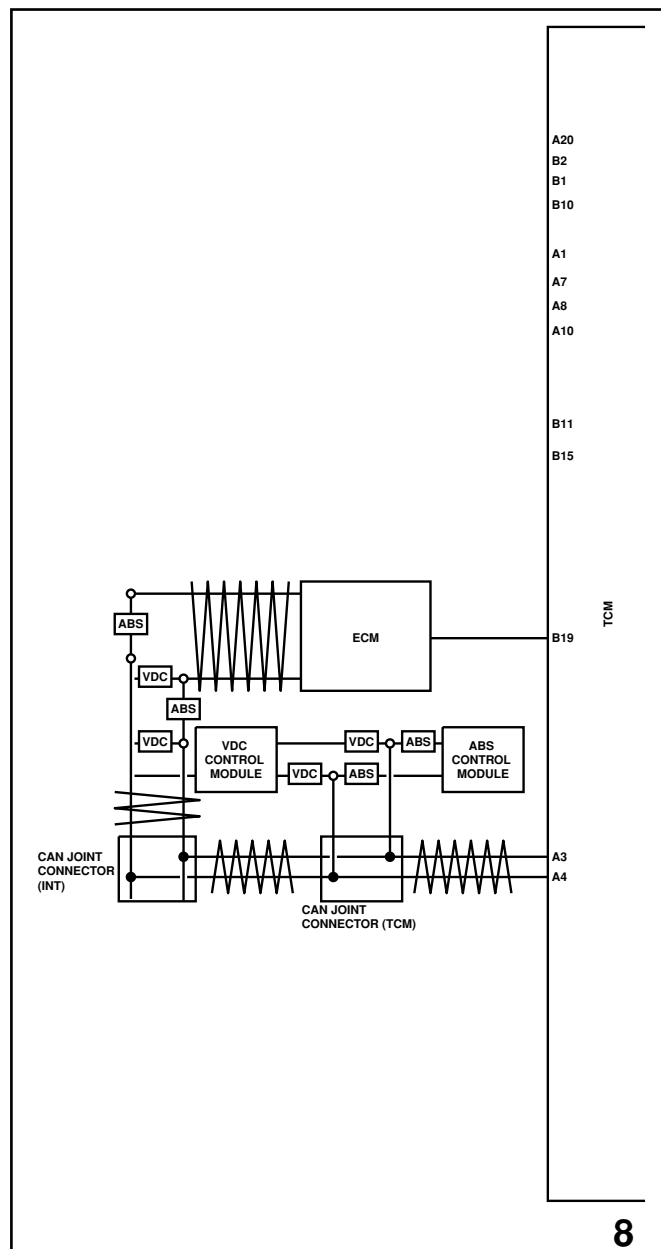 A20
B2
B1
B10
A1
A7
A8
A10
B11
B15
ABS
ECM
B19
TCM
VDC
ABS
VDC
VDC
CONTROL
MODULE
VDC
ABS
ABS
CONTROL
MODULE
VDC
ABS
CAN JOINT
CONNECTOR
(INT)
A3
A4
CAN JOINT
CONNECTOR (TCM)
8